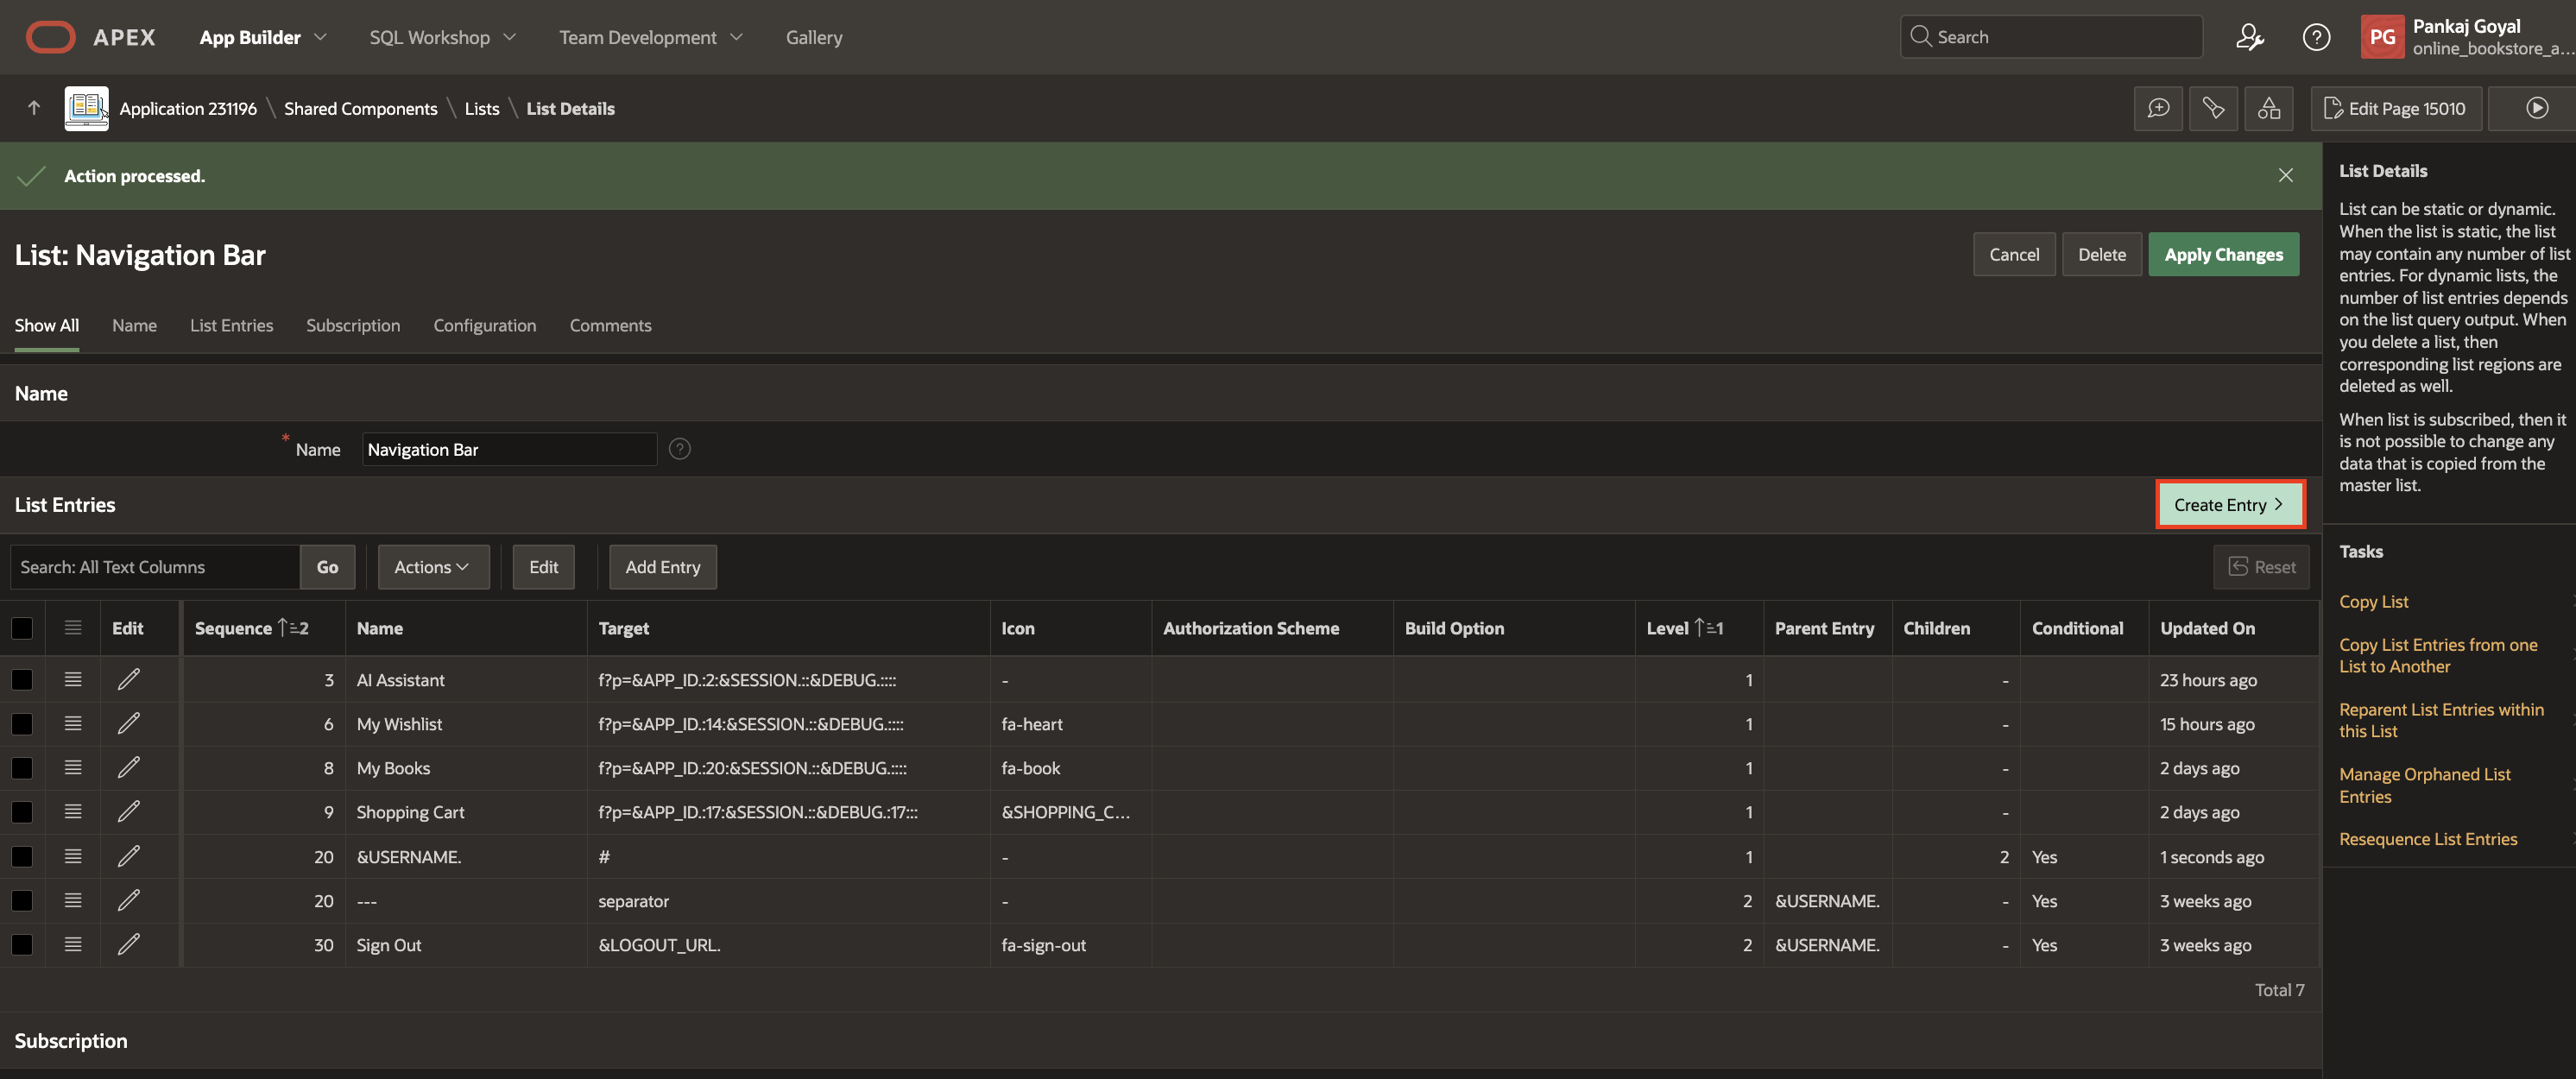 APEX App Builder SQL Workshop Team Development Gallery Search Pankaj Goyal
PG online_bookstore_a...
Application 231196 \ Shared Components \ Lists \ List Details Edit Page 15010
Action processed.
List: Navigation Bar
Cancel Delete Apply Changes
Show All Name List Entries Subscription Configuration Comments
Name
* Name Navigation Bar ?
List Entries
Create Entry >
Search: All Text Columns Go Actions Edit Add Entry Reset
Edit Sequence 2 Name Target Icon Authorization Scheme Build Option Level 1 Parent Entry Children Conditional Updated On
3 AI Assistant f?p=&APP_ID.:2:&SESSION.::&DEBUG.:::: - 1 - 23 hours ago
6 My Wishlist f?p=&APP_ID.:14:&SESSION.::&DEBUG.:::: fa-heart 1 - 15 hours ago
8 My Books f?p=&APP_ID.:20:&SESSION.::&DEBUG.:::: fa-book 1 - 2 days ago
9 Shopping Cart f?p=&APP_ID.:17:&SESSION.::&DEBUG.:17::: &SHOPPING_C... 1 - 2 days ago
20 &USERNAME. # - 1 2 Yes 1 seconds ago
20 --- separator - 2 &USERNAME. - Yes 3 weeks ago
30 Sign Out &LOGOUT_URL. fa-sign-out 2 &USERNAME. - Yes 3 weeks ago
Total 7
Subscription
List Details
List can be static or dynamic.
When the list is static, the list
may contain any number of list
entries. For dynamic lists, the
number of list entries depends
on the list query output. When
you delete a list, then
corresponding list regions are
deleted as well.
When list is subscribed, then it
is not possible to change any
data that is copied from the
master list.
Tasks
Copy List
Copy List Entries from one
List to Another
Reparent List Entries within
this List
Manage Orphaned List
Entries
Resequence List Entries